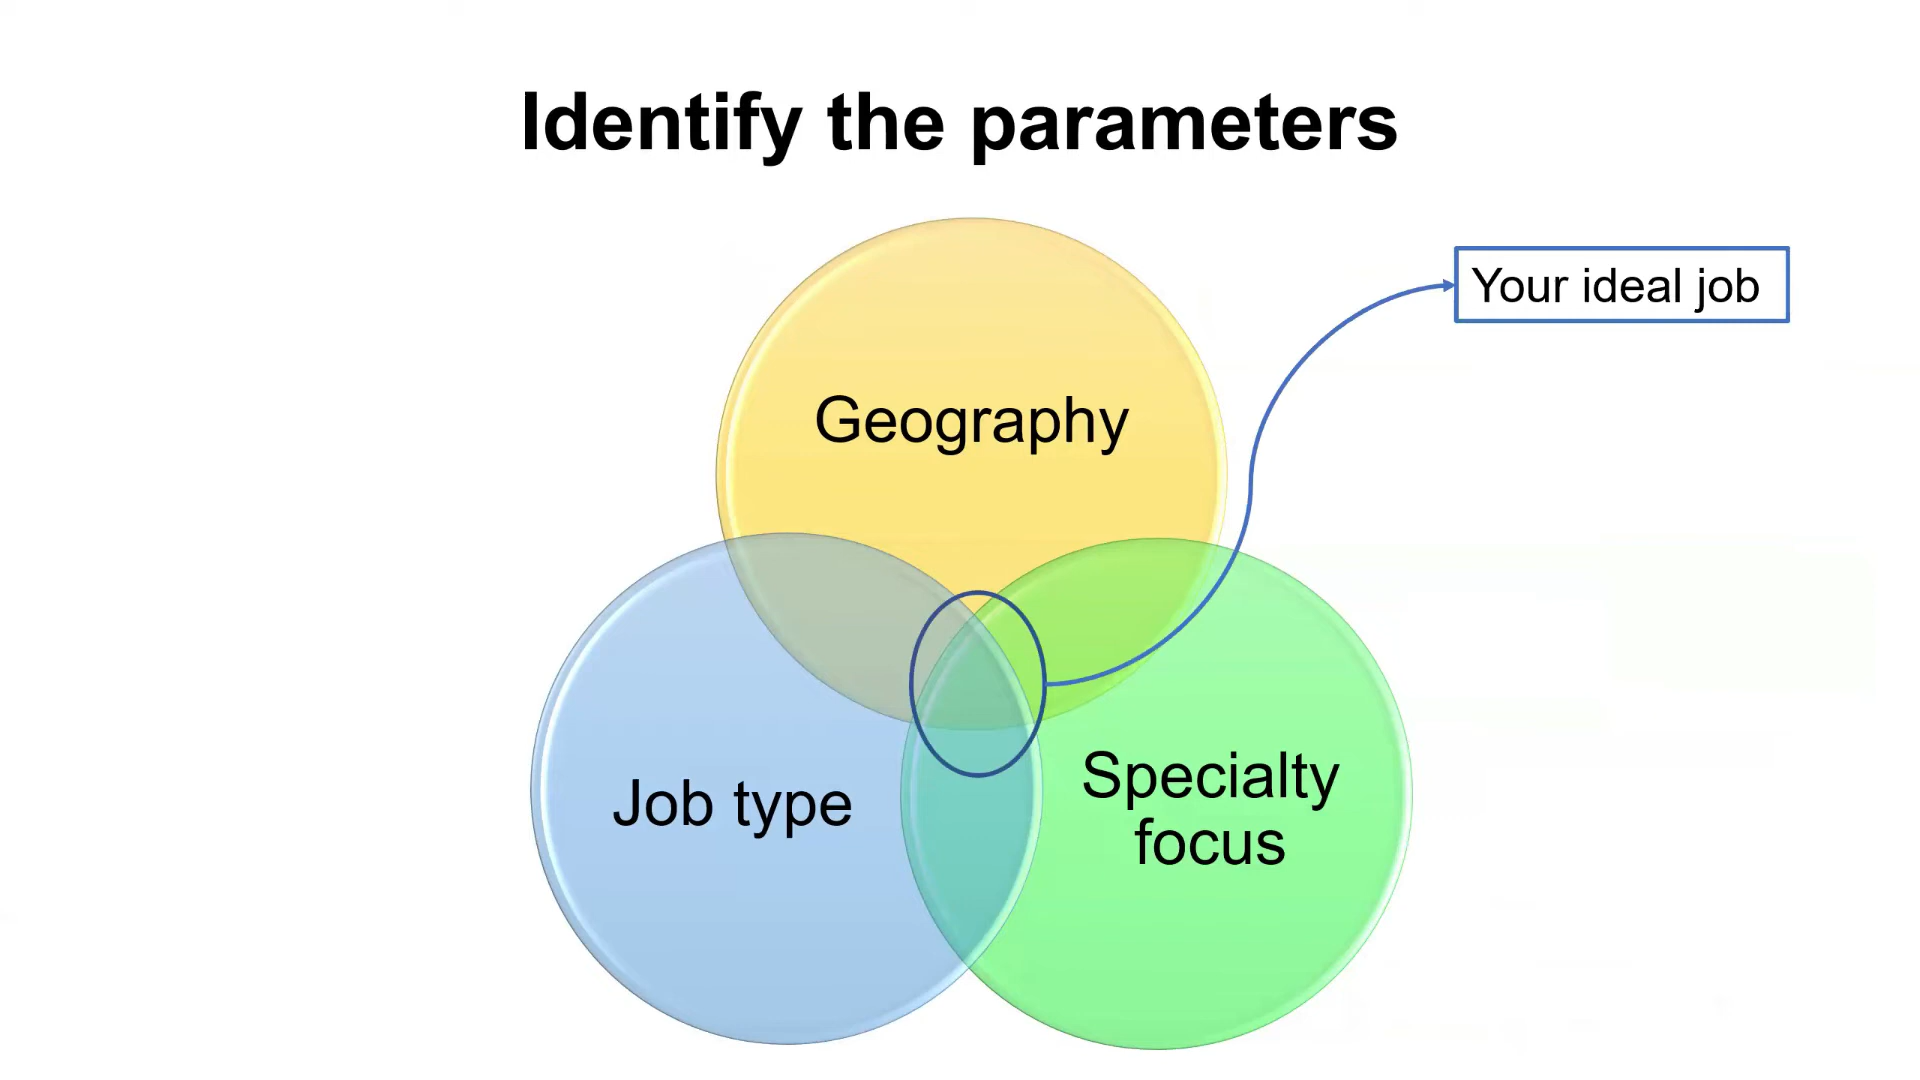 Identify the parameters
Your ideal job
Geography
Job type
Specialty
focus